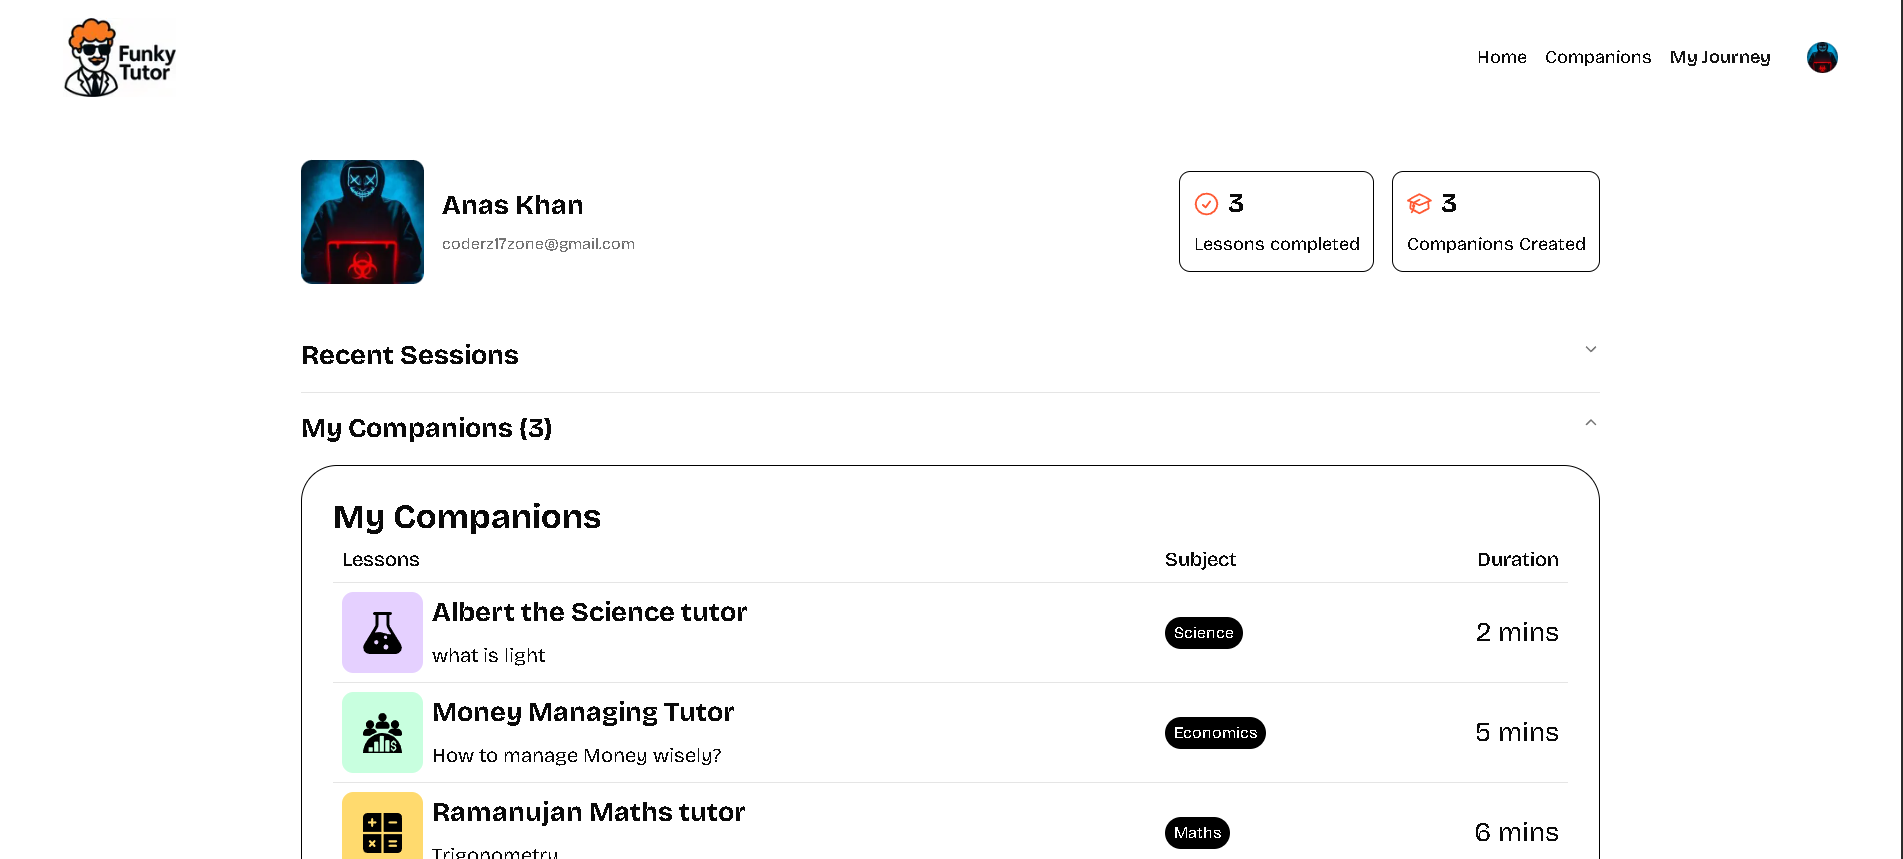 Funky
Tutor
Home Companions My Journey
Anas Khan
coderz17zone@gmail.com
3
Lessons completed
3
Companions Created
Recent Sessions
My Companions (3)
My Companions
Lessons Subject Duration
Albert the Science tutor
what is light
Science
2 mins
Money Managing Tutor
How to manage Money wisely?
Economics
5 mins
Ramanujan Maths tutor
Trigonometry
Maths
6 mins